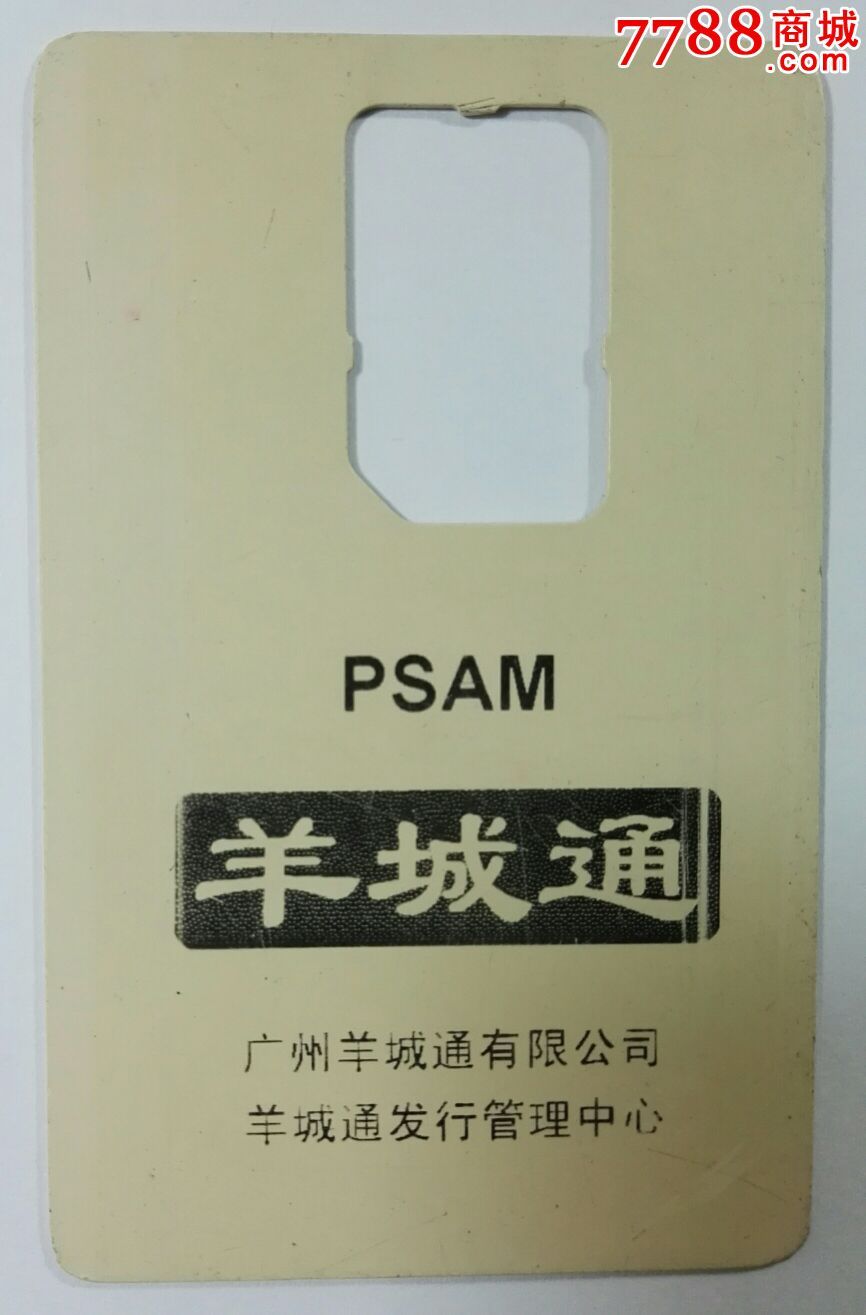 7788商城
.com
PSAM
羊城通
广州羊城通有限公司
羊城通发行管理中心